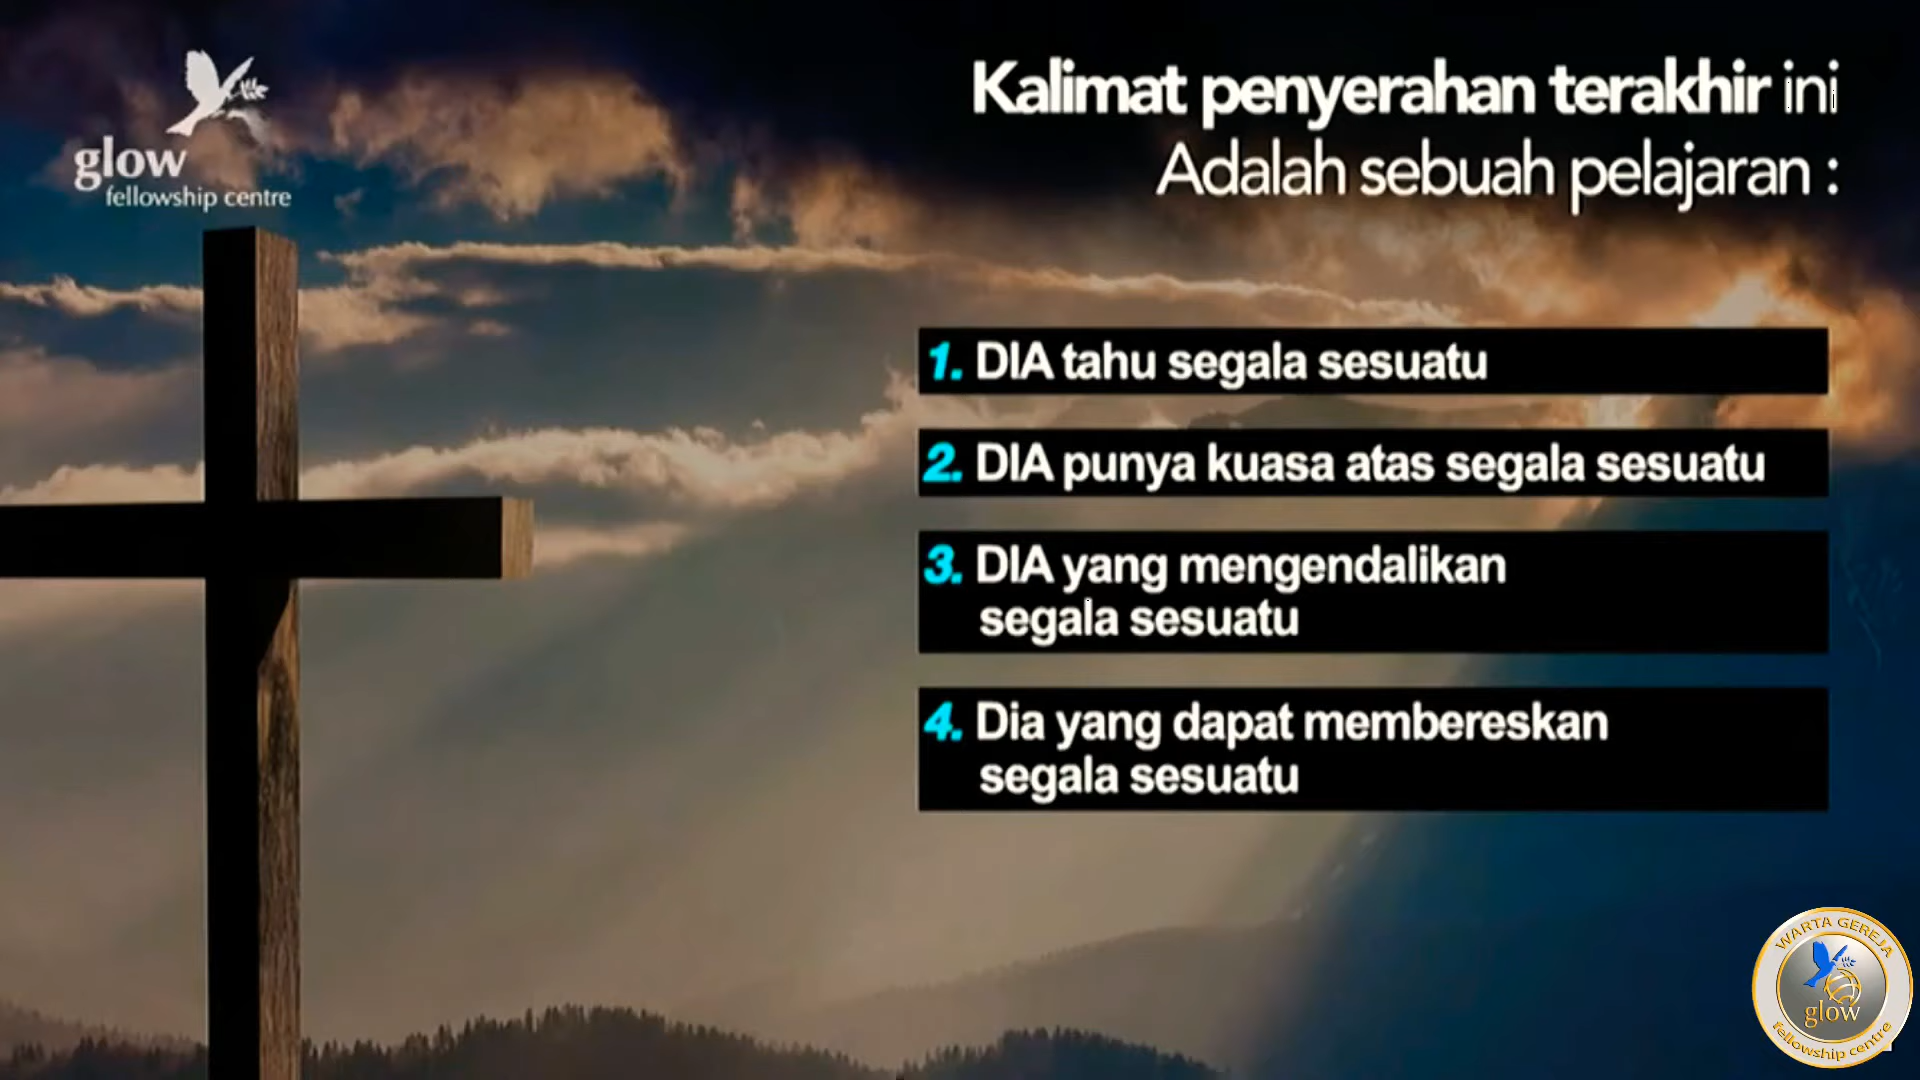 glow
fellowship centre
Kalimat penyerahan terakhir ini
Adalah sebuah pelajaran :
1. DIA tahu segala sesuatu
2. DIA punya kuasa atas segala sesuatu
3. DIA yang mengendalikan
segala sesuatu
4. Dia yang dapat membereskan
segala sesuatu
WARTA GEREJA
glow
fellowship centre